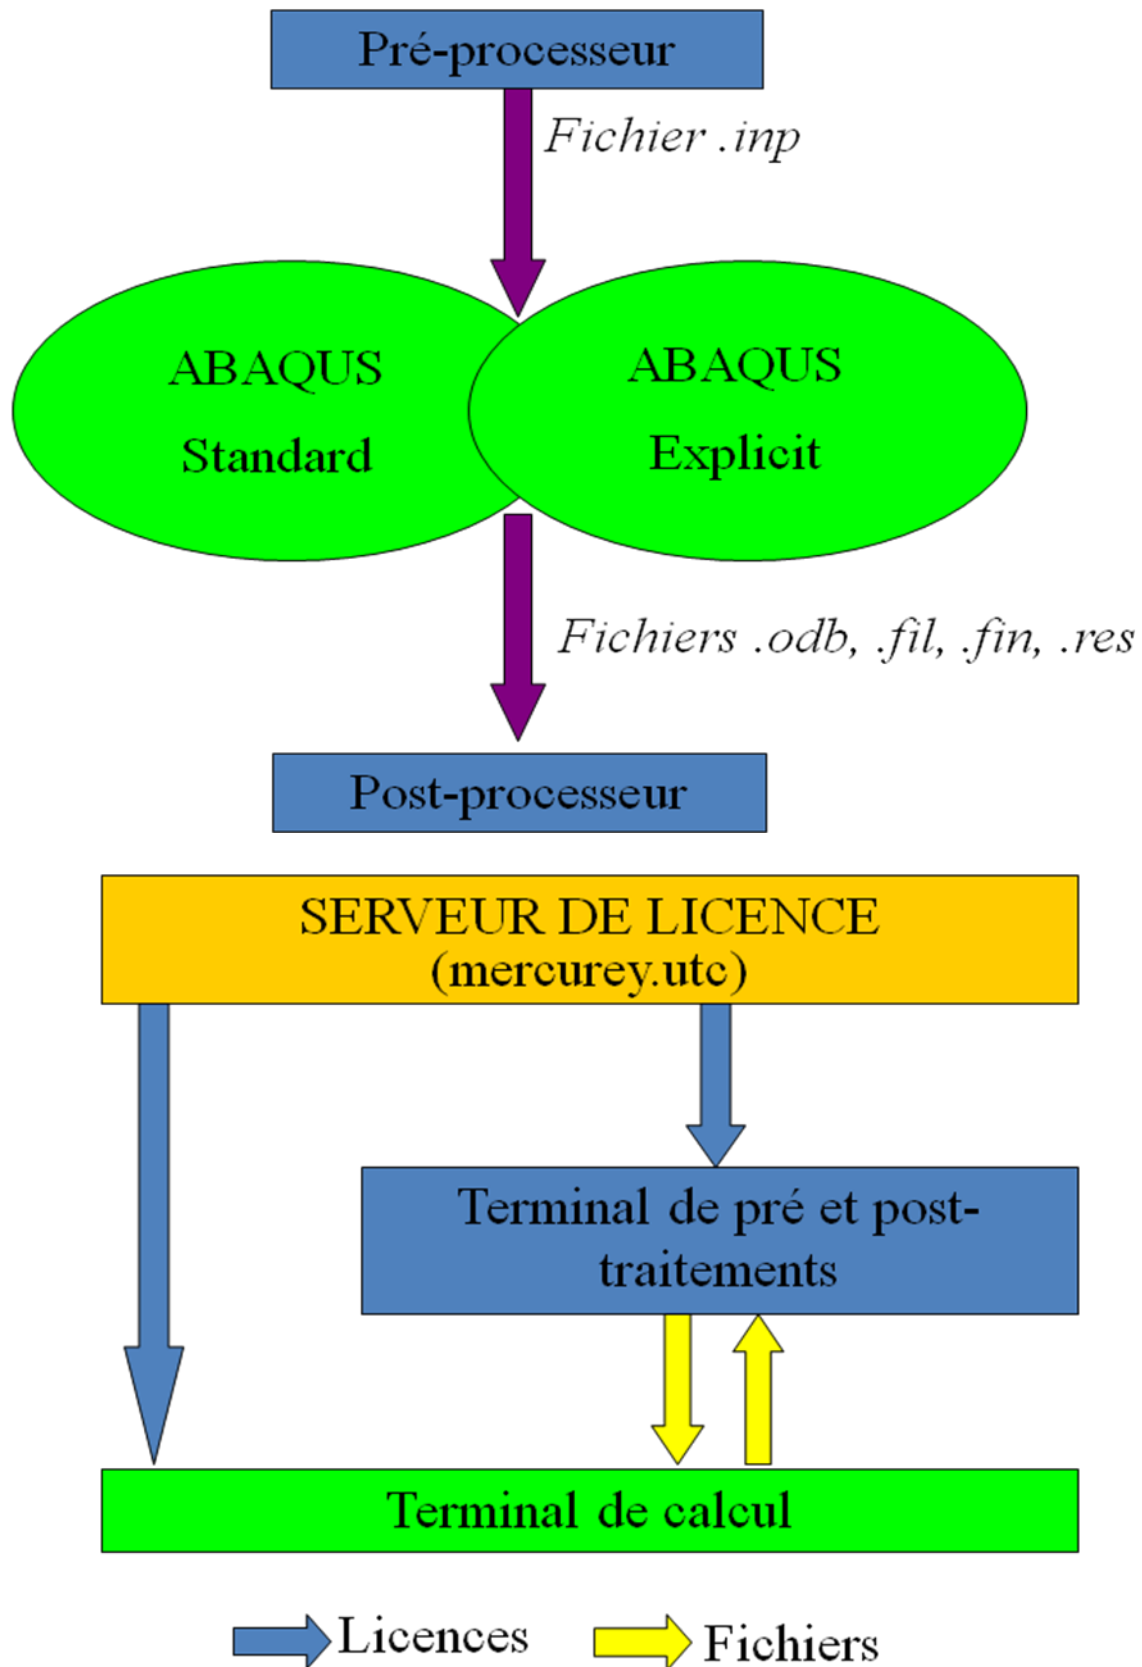 Pré-processeur
Fichier .inp
ABAQUS
Standard
ABAQUS
Explicit
Fichiers .odb, .fil, .fin, .res
Post-processeur
SERVEUR DE LICENCE
(mercurey.utc)
Terminal de pré et post-
traitements
Terminal de calcul
Licences
Fichiers